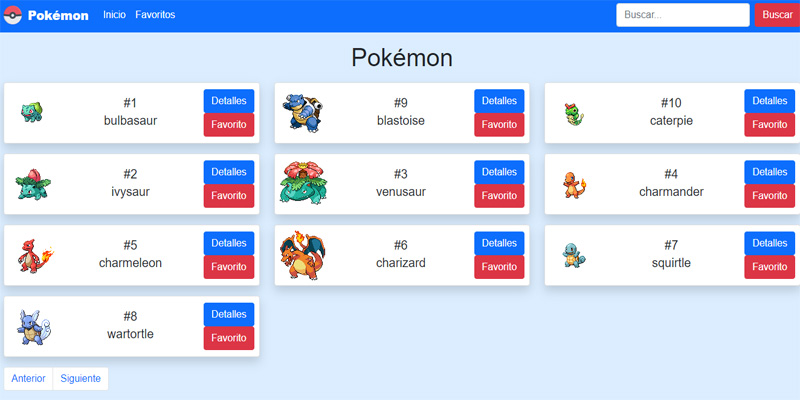 Pokémon Inicio Favoritos Buscar... Buscar
Pokémon
#1
bulbasaur
Detalles
Favorito
#9
blastoise
Detalles
Favorito
#10
caterpie
Detalles
Favorito
#2
ivysaur
Detalles
Favorito
#3
venusaur
Detalles
Favorito
#4
charmander
Detalles
Favorito
#5
charmeleon
Detalles
Favorito
#6
charizard
Detalles
Favorito
#7
squirtle
Detalles
Favorito
#8
wartortle
Detalles
Favorito
Anterior Siguiente